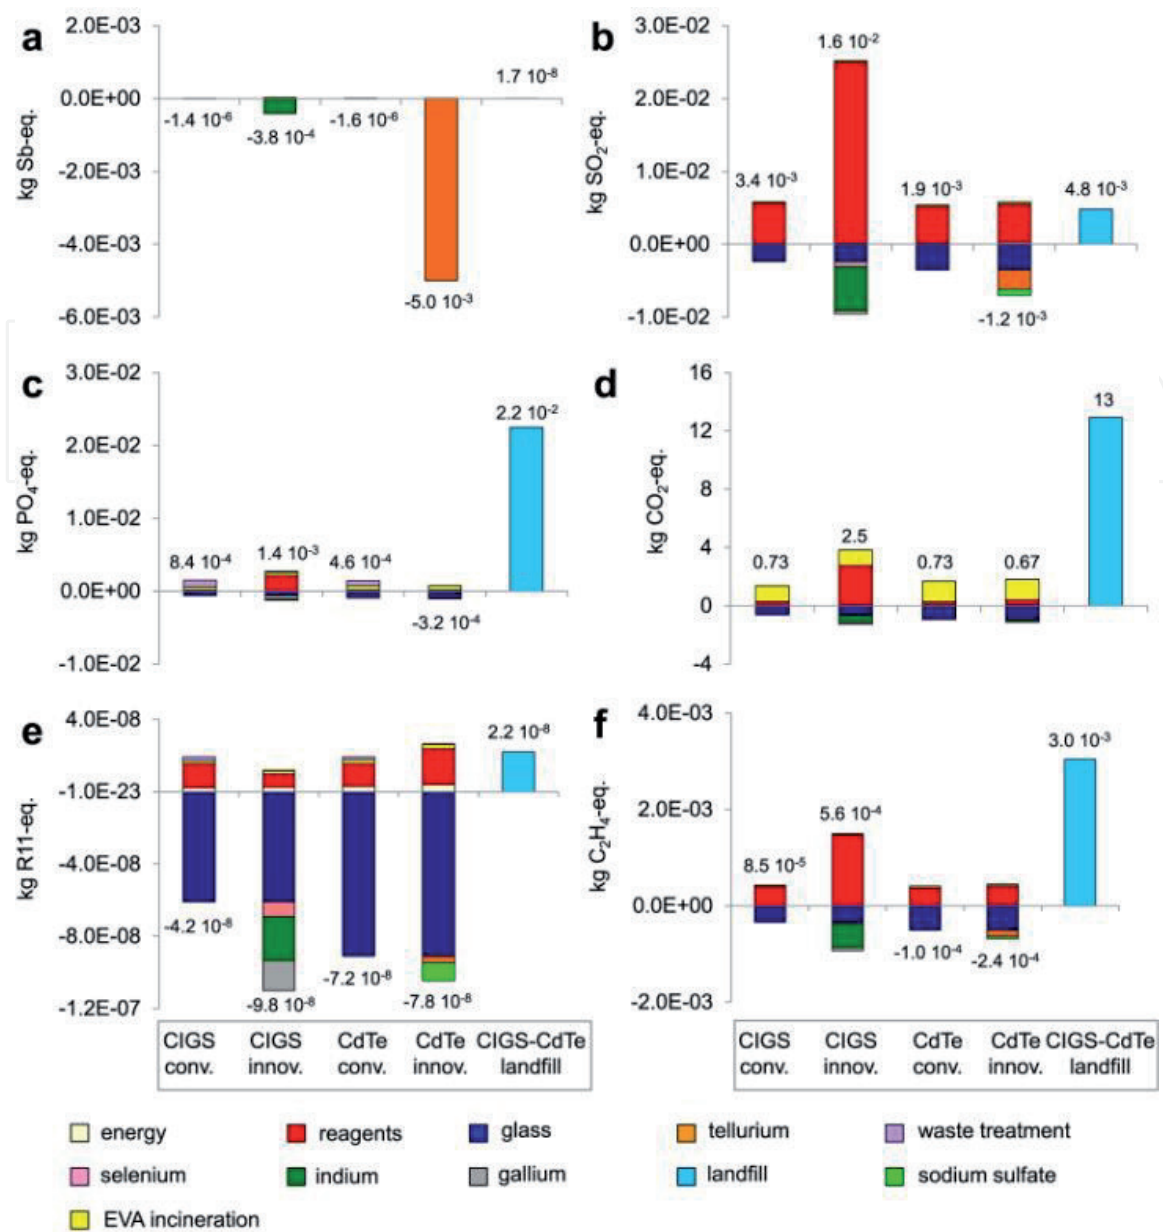 a
kg Sb-eq.
2.0E-03
0.0E+00
-2.0E-03
-4.0E-03
-6.0E-03
-1.4 10⁻⁶
-3.8 10⁻⁴
-1.6 10⁻⁶
-5.0 10⁻³
1.7 10⁻⁸
b
kg SO₂-eq.
3.0E-02
2.0E-02
1.0E-02
0.0E+00
-1.0E-02
3.4 10⁻³
1.6 10⁻²
1.9 10⁻³
-1.2 10⁻³
4.8 10⁻³
c
kg PO₄-eq.
3.0E-02
2.0E-02
1.0E-02
0.0E+00
-1.0E-02
8.4 10⁻⁴
1.4 10⁻³
4.6 10⁻⁴
-3.2 10⁻⁴
2.2 10⁻²
d
kg CO₂-eq.
16
12
8
4
0
-4
0.73
2.5
0.73
0.67
13
e
kg R11-eq.
4.0E-08
-1.0E-23
-4.0E-08
-8.0E-08
-1.2E-07
-4.2 10⁻⁸
-9.8 10⁻⁸
-7.2 10⁻⁸
-7.8 10⁻⁸
2.2 10⁻⁸
f
kg C₂H₄-eq.
4.0E-03
2.0E-03
0.0E+00
-2.0E-03
8.5 10⁻⁵
5.6 10⁻⁴
-1.0 10⁻⁴
-2.4 10⁻⁴
3.0 10⁻³
CIGS CIGS CdTe CdTe CIGS-CdTe
conv. innov. conv. innov. landfill
CIGS CIGS CdTe CdTe CIGS-CdTe
conv. innov. conv. innov. landfill
energy reagents glass tellurium waste treatment
selenium indium gallium landfill sodium sulfate
EVA incineration